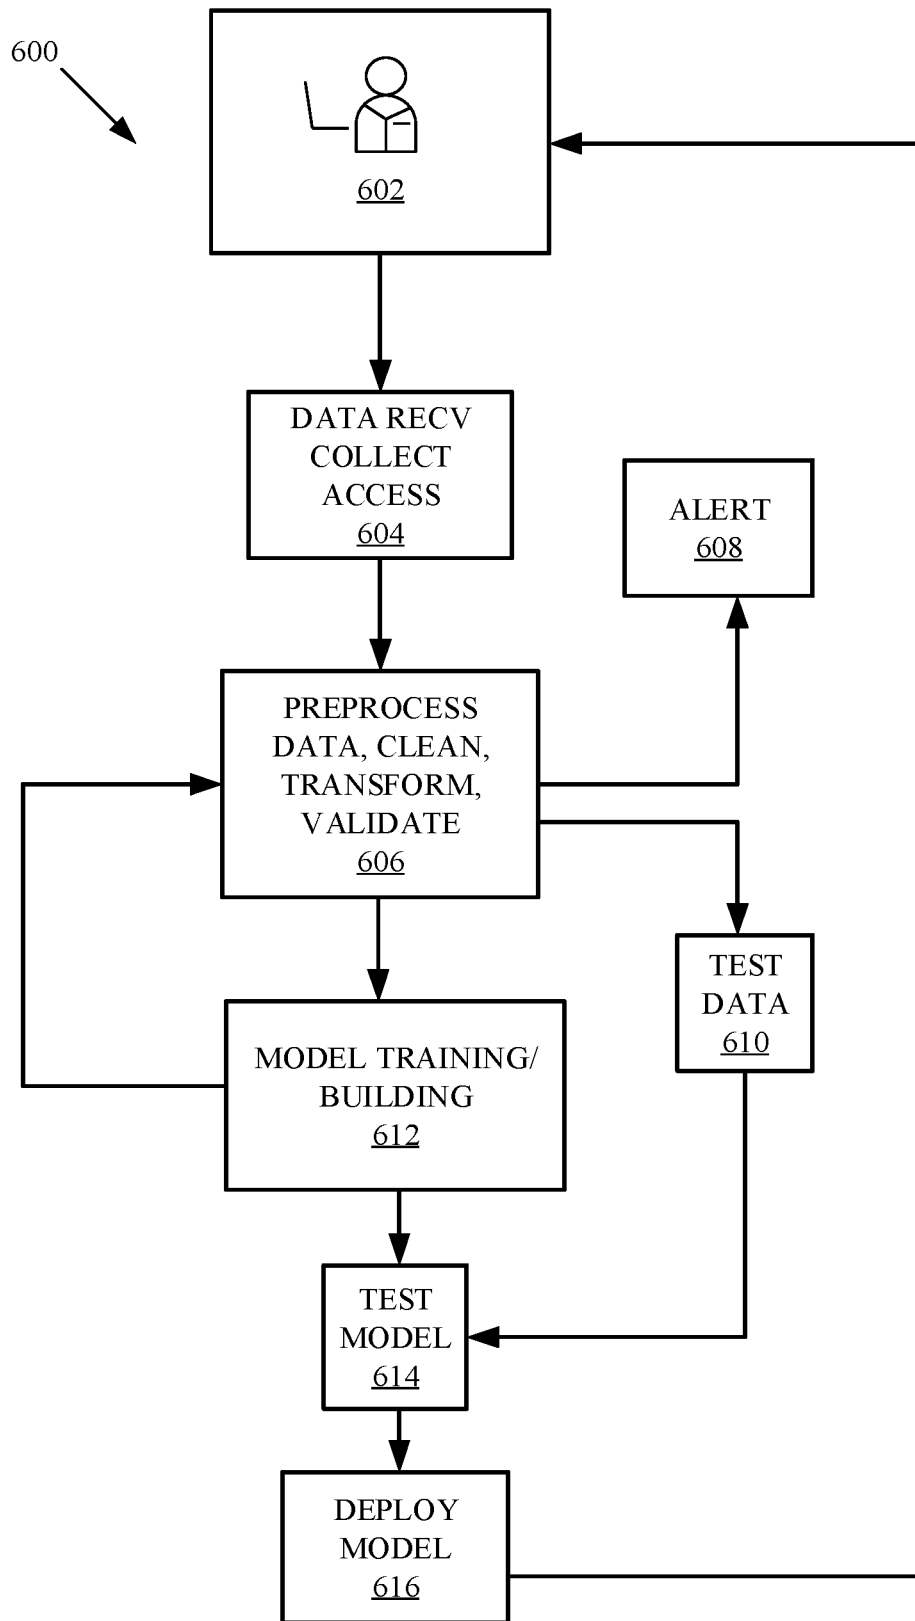 600
602
DATA RECV
COLLECT
ACCESS
604
ALERT
608
PREPROCESS
DATA, CLEAN,
TRANSFORM,
VALIDATE
606
TEST
DATA
610
MODEL TRAINING/
BUILDING
612
TEST
MODEL
614
DEPLOY
MODEL
616